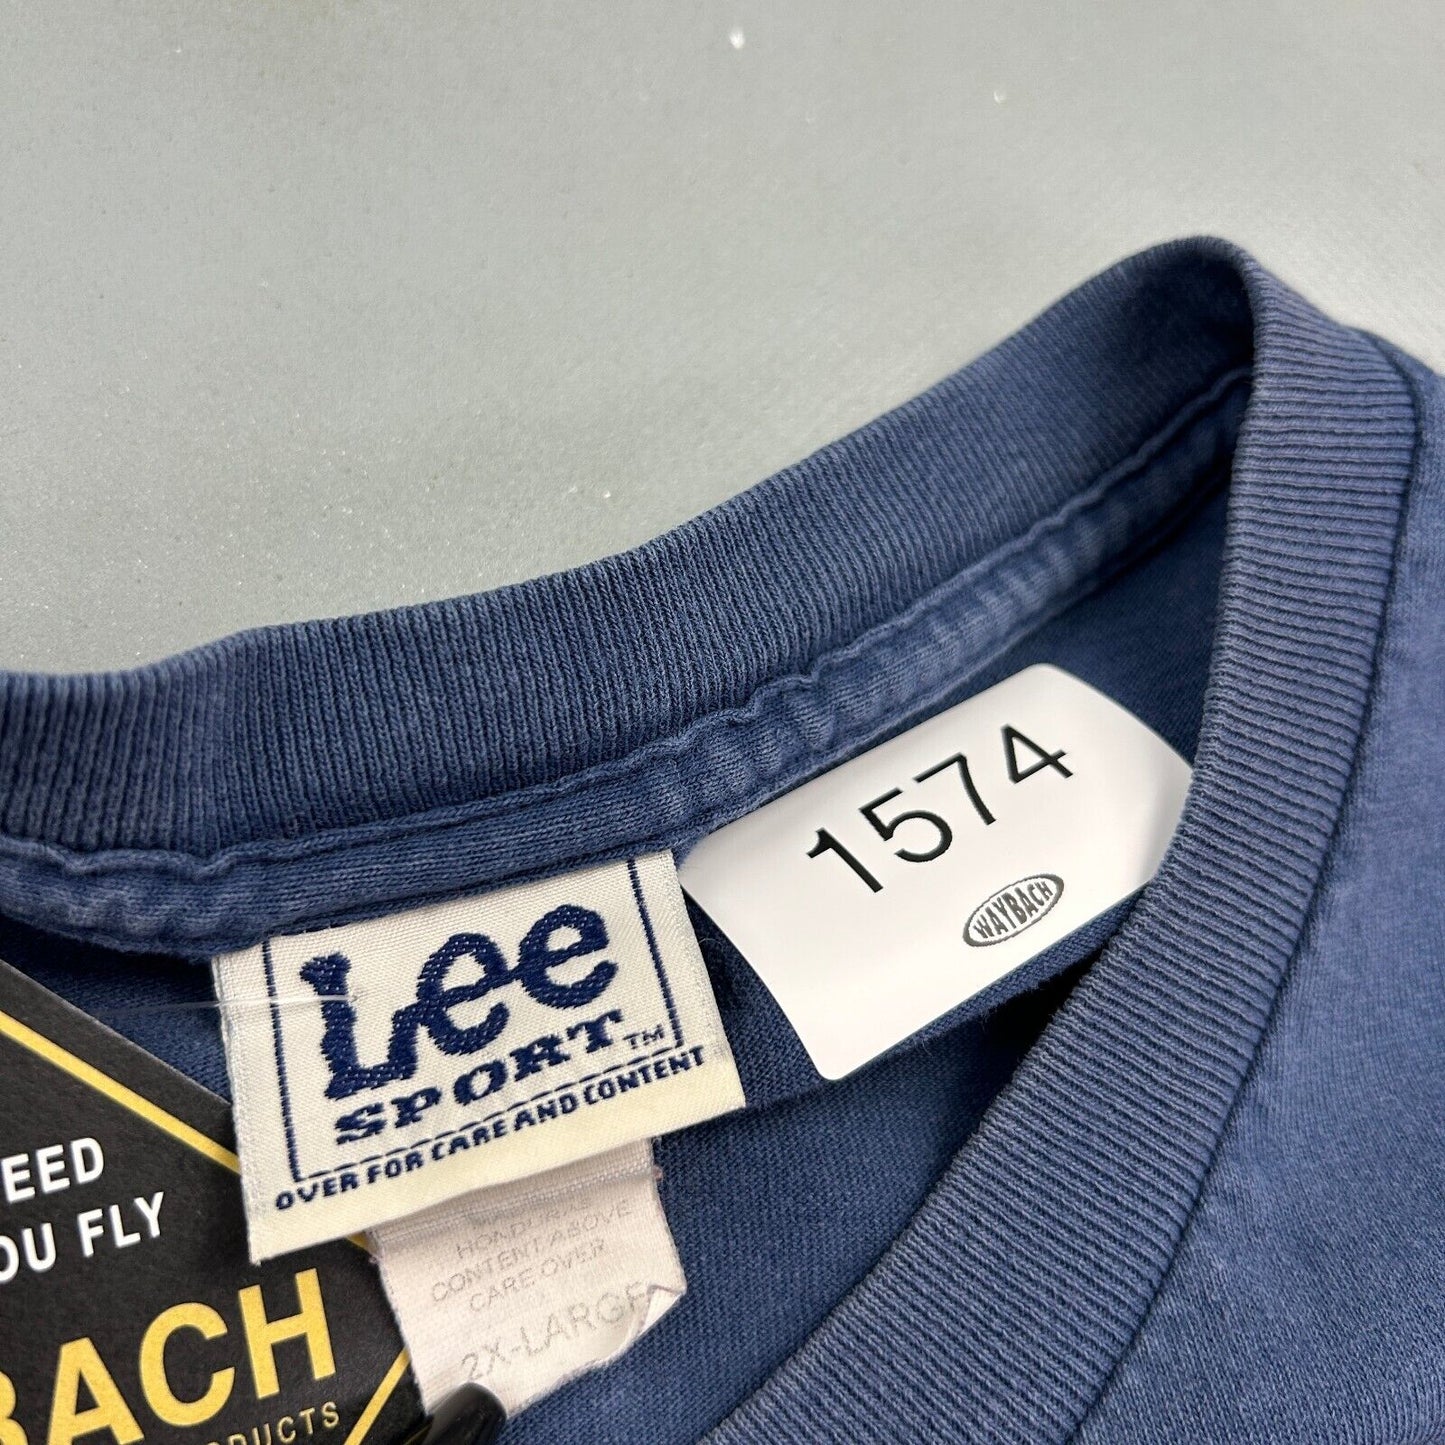 1574
WAYBACH
Lee
SPORT™
OVER FOR CARE AND CONTENT
HONDURAS
CONTENT ABOVE
CARE OVER
2X-LARGE
EED
OU FLY
BACH
ODUCTS